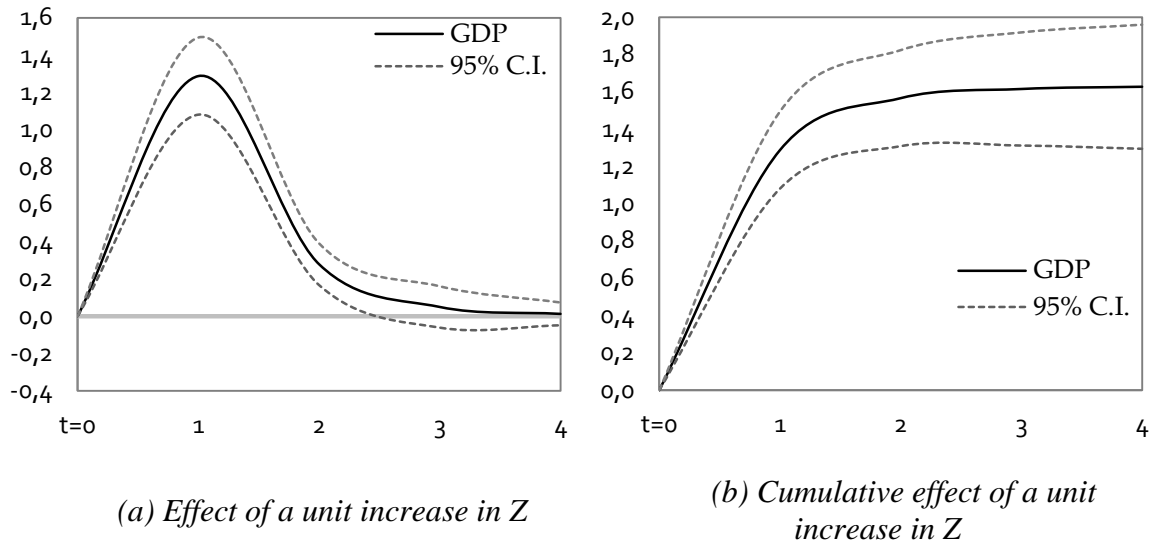 1,6
1,4
1,2
1,0
0,8
0,6
0,4
0,2
0,0
-0,2
-0,4
t=0 1 2 3 4
GDP
95% C.I.
(a) Effect of a unit increase in Z
2,0
1,8
1,6
1,4
1,2
1,0
0,8
0,6
0,4
0,2
0,0
t=0 1 2 3 4
GDP
95% C.I.
(b) Cumulative effect of a unit
increase in Z